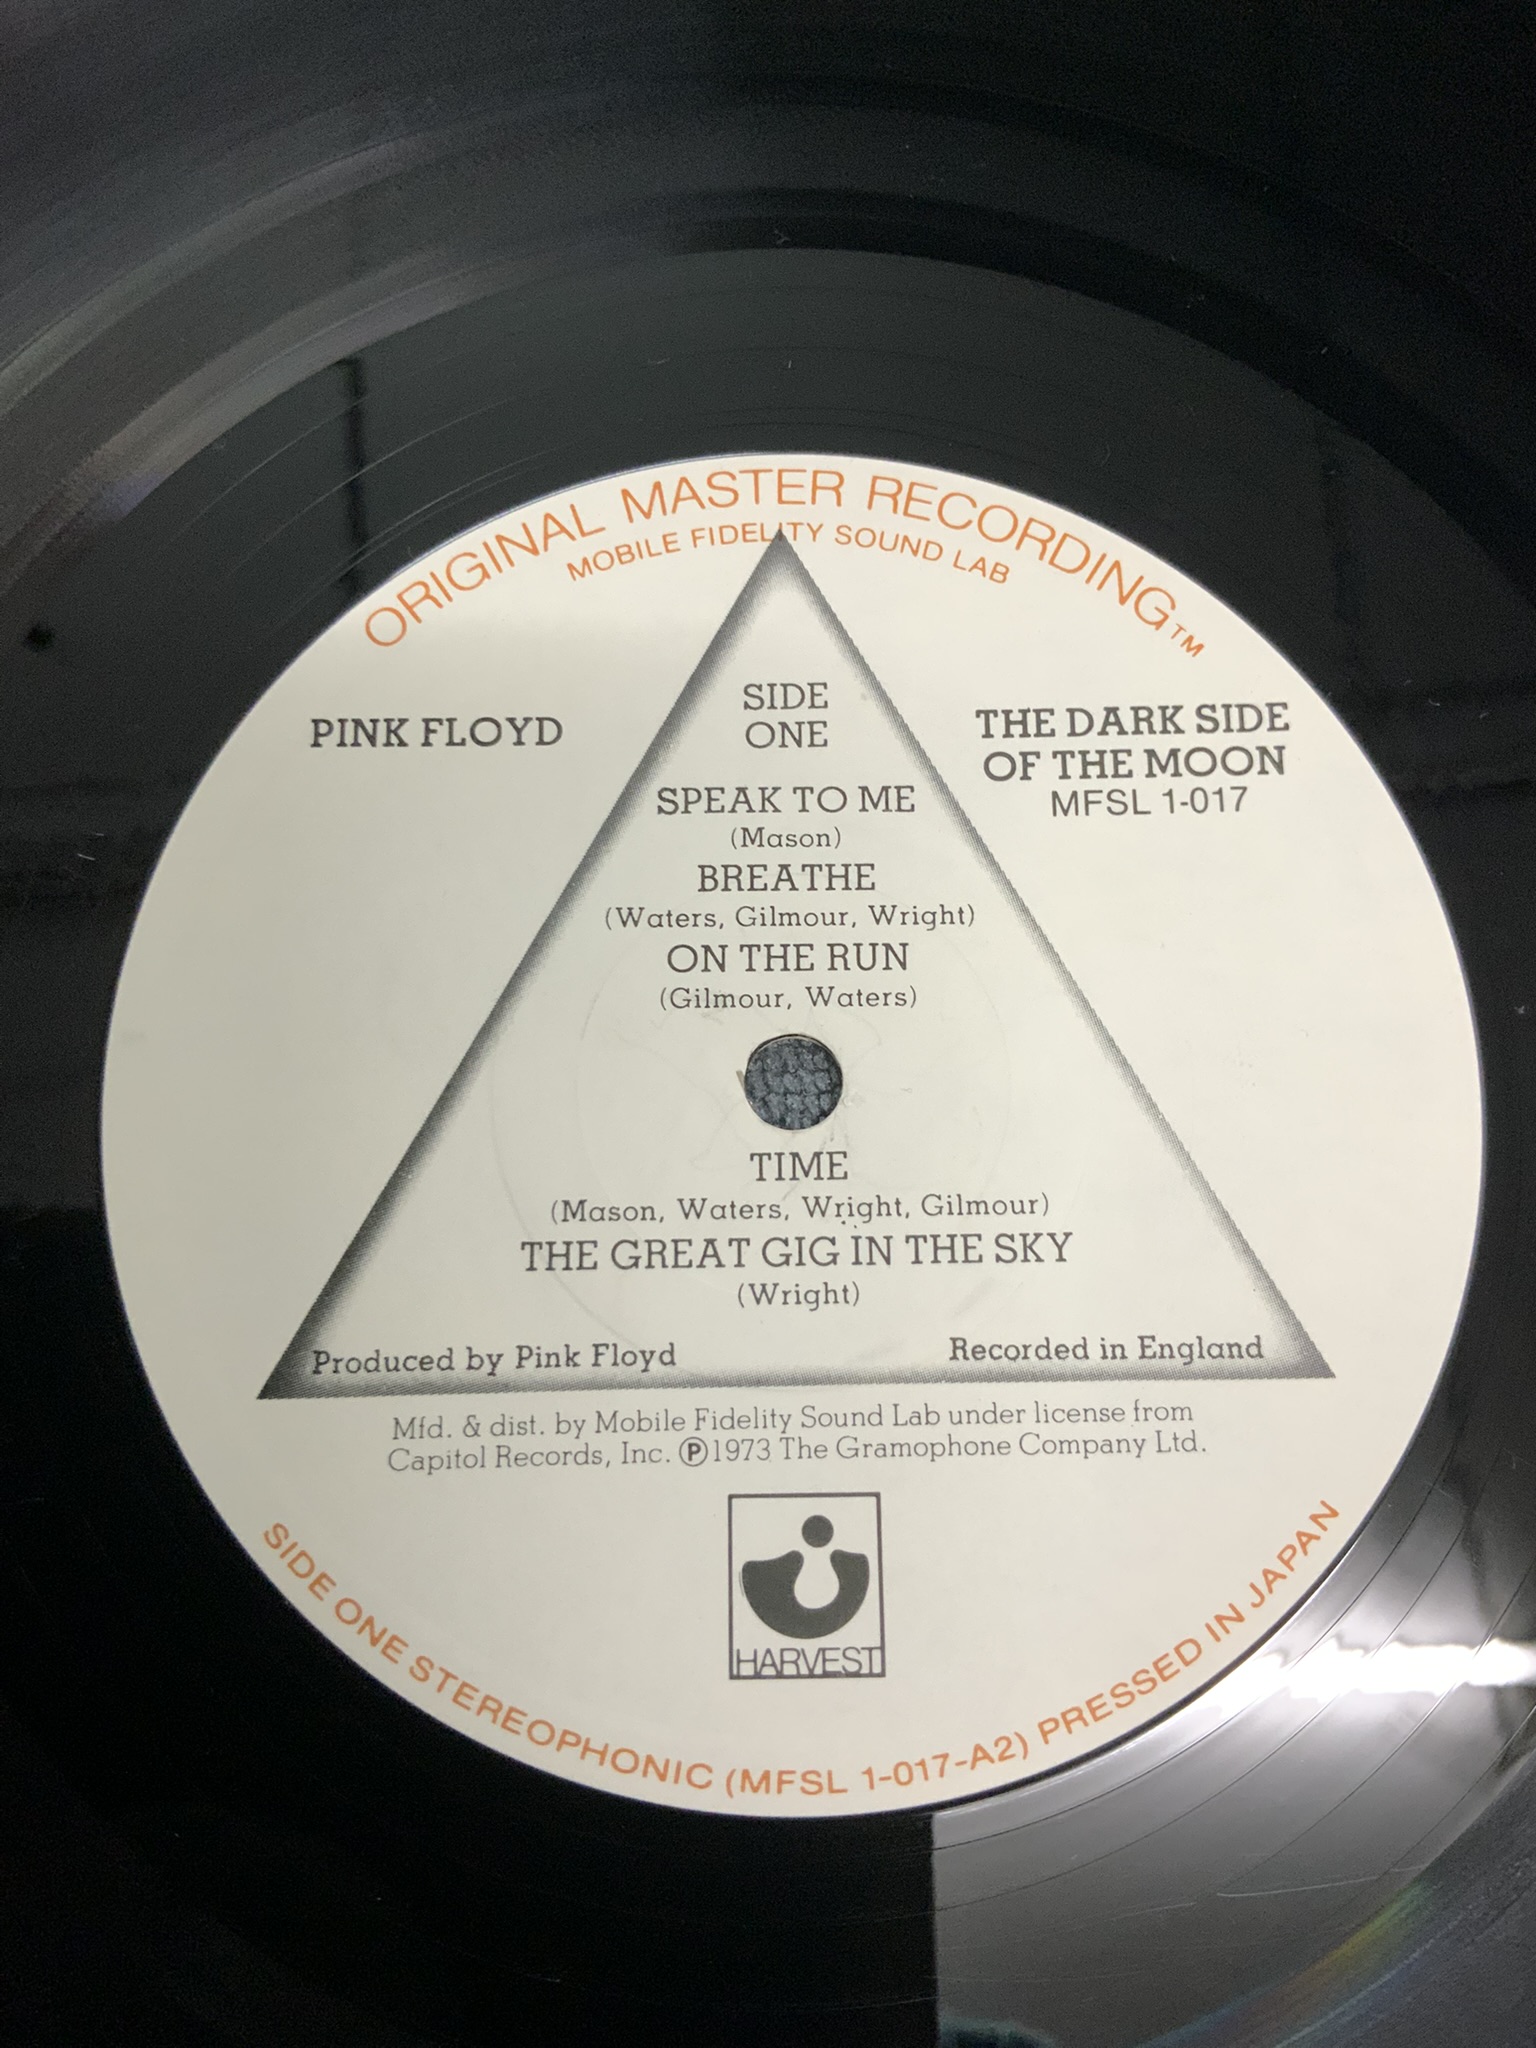 ORIGINAL MASTER RECORDING™
MOBILE FIDELITY SOUND LAB
PINK FLOYD
SIDE
ONE
THE DARK SIDE
OF THE MOON
MFSL 1-017
SPEAK TO ME
(Mason)
BREATHE
(Waters, Gilmour, Wright)
ON THE RUN
(Gilmour, Waters)
TIME
(Mason, Waters, Wright, Gilmour)
THE GREAT GIG IN THE SKY
(Wright)
Produced by Pink Floyd
Recorded in England
Mfd. & dist. by Mobile Fidelity Sound Lab under license from
Capitol Records, Inc. Ⓟ1973 The Gramophone Company Ltd.
HARVEST
SIDE ONE STEREOPHONIC (MFSL 1-017-A2) PRESSED IN JAPAN